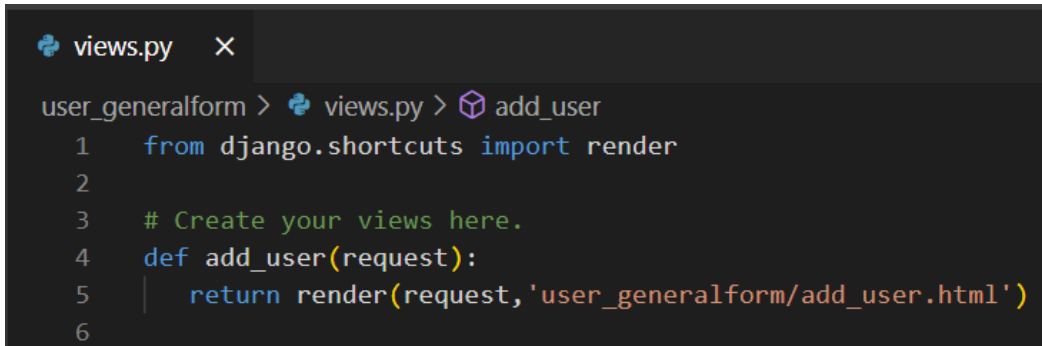 views.py ×
user_generalform > views.py > add_user
1 from django.shortcuts import render
2
3 # Create your views here.
4 def add_user(request):
5    return render(request,'user_generalform/add_user.html')
6